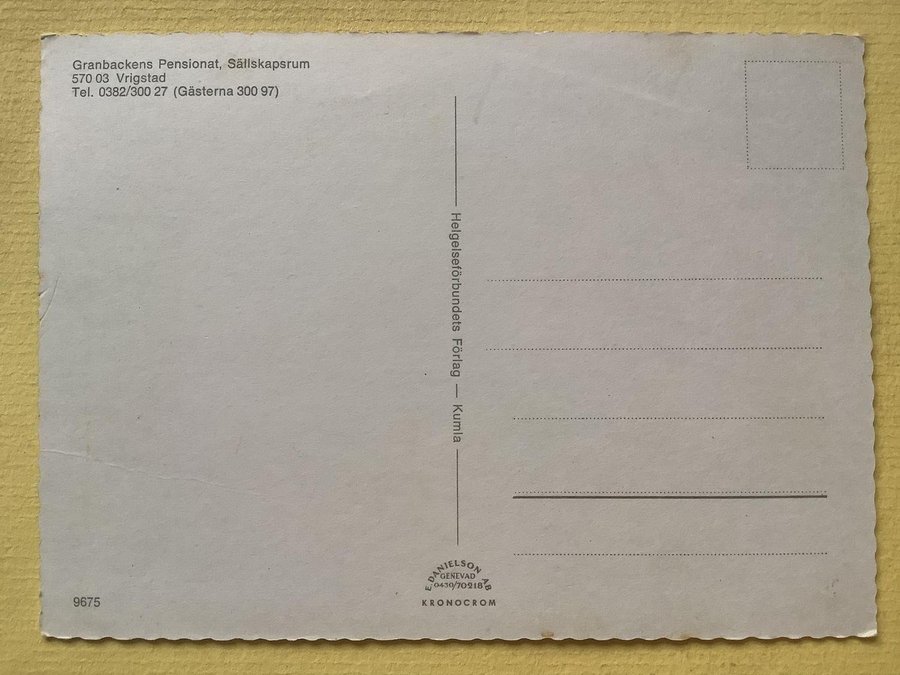 Granbackens Pensionat, Sällskapsrum
570 03 Vrigstad
Tel. 0382/300 27 (Gästerna 300 97)
Helgelseförbundets Förlag — Kumla
E. DANIELSON AB
GENEVAD
0430/70218
KRONOCROM
9675